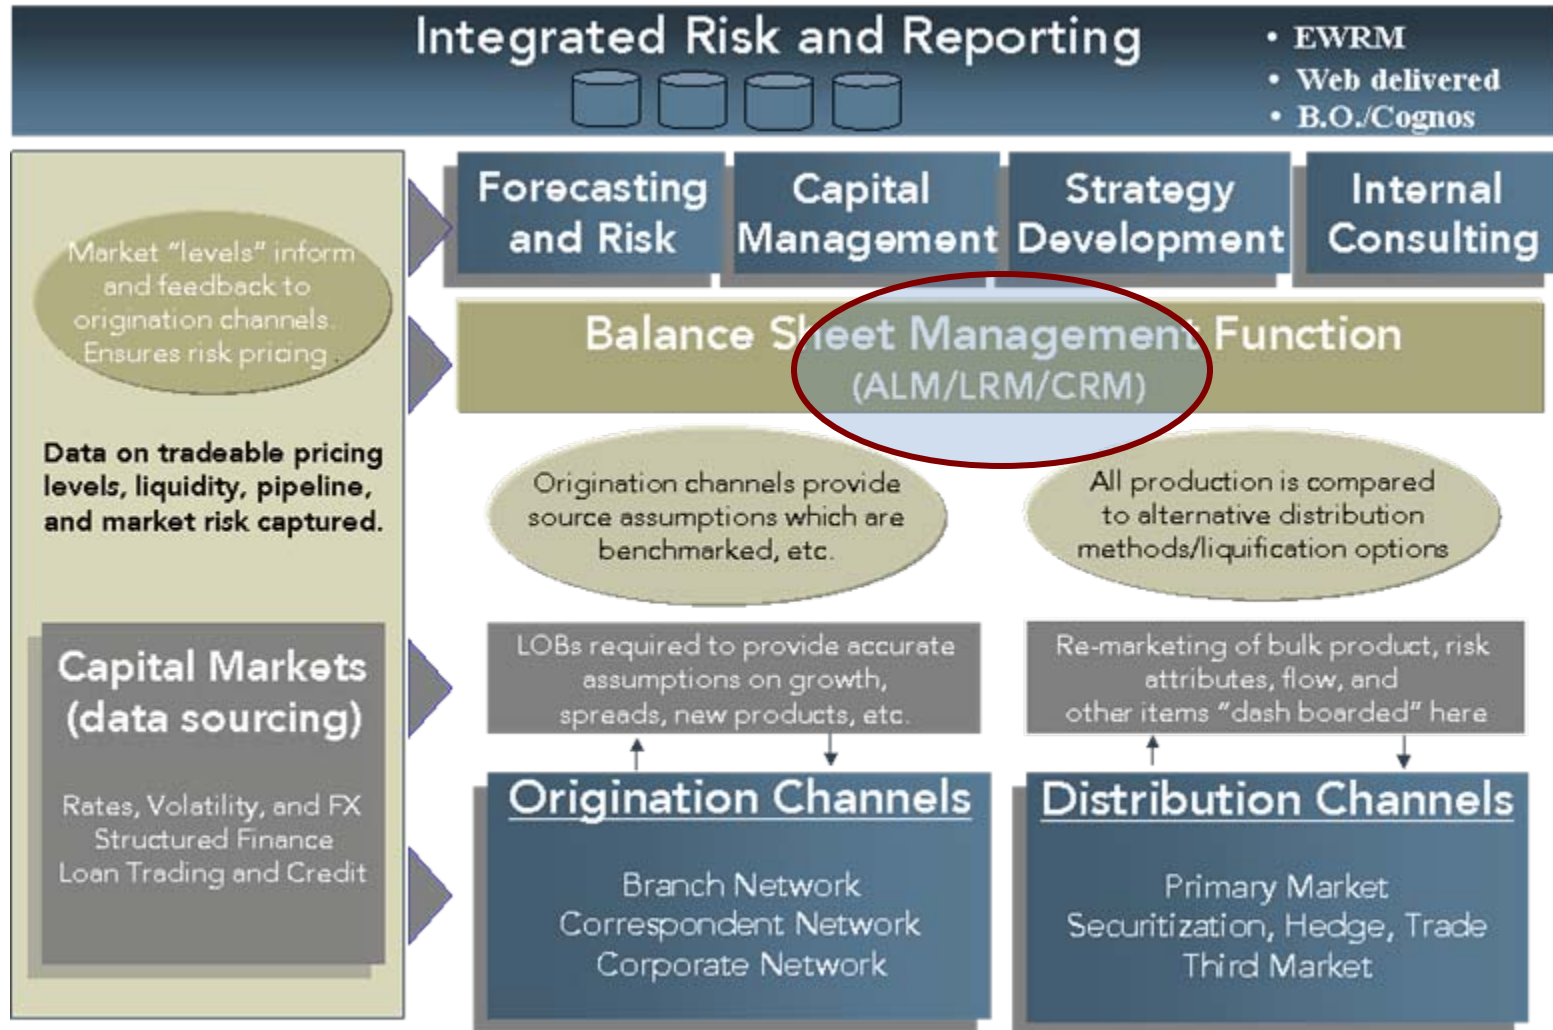 Integrated Risk and Reporting
• EWRM
• Web delivered
• B.O./Cognos
Market “levels” inform
and feedback to
origination channels.
Ensures risk pricing .
Data on tradeable pricing
levels, liquidity, pipeline,
and market risk captured.
Capital Markets
(data sourcing)
Rates, Volatility, and FX
Structured Finance
Loan Trading and Credit
Forecasting
and Risk
Capital
Management
Strategy
Development
Internal
Consulting
Balance Sheet Management Function
(ALM/LRM/CRM)
Origination channels provide
source assumptions which are
benchmarked, etc.
All production is compared
to alternative distribution
methods/liquification options
LOBs required to provide accurate
assumptions on growth,
spreads, new products, etc.
Re-marketing of bulk product, risk
attributes, flow, and
other items “dash boarded” here
Origination Channels
Branch Network
Correspondent Network
Corporate Network
Distribution Channels
Primary Market
Securitization, Hedge, Trade
Third Market